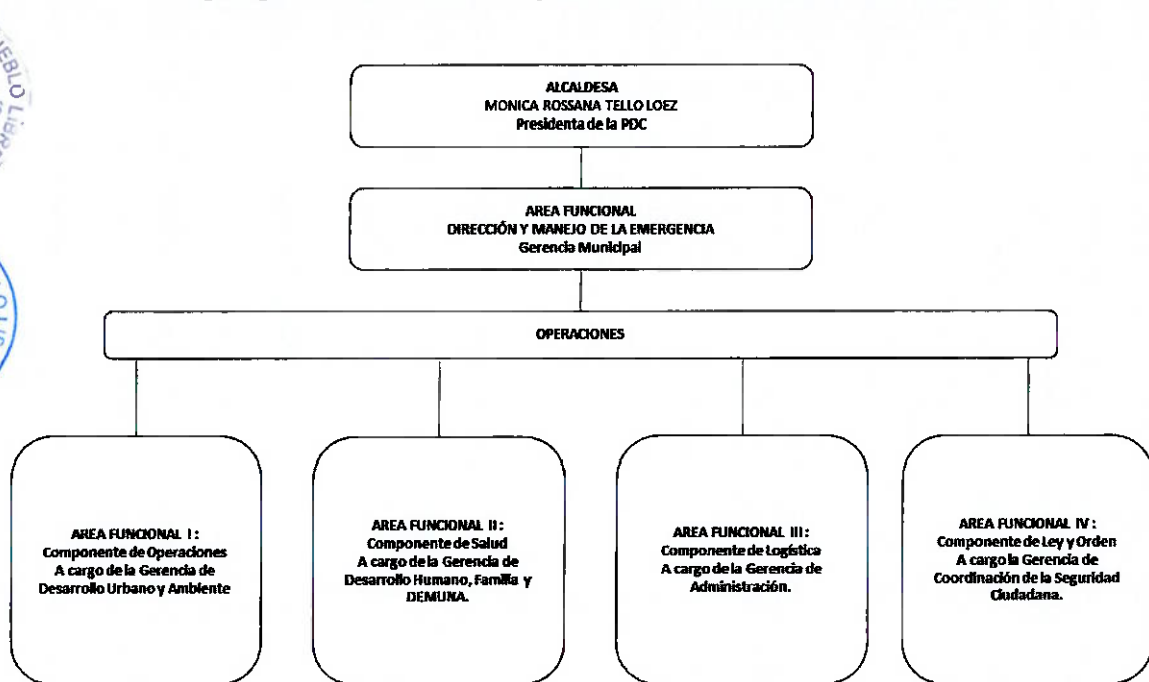 EBLO LIBR
ALCALDESA
MONICA ROSSANA TELLO LOEZ
Presidenta de la PDC
AREA FUNCIONAL
DIRECCIÓN Y MANEJO DE LA EMERGENCIA
Gerencia Municipal
OPERACIONES
AREA FUNCIONAL I :
Componente de Operaciones
A cargo de la Gerencia de
Desarrollo Urbano y Ambiente
AREA FUNCIONAL II :
Componente de Salud
A cargo de la Gerencia de
Desarrollo Humano, Familia y
DEMUNA.
AREA FUNCIONAL III :
Componente de Logística
A cargo de la Gerencia de
Administración.
AREA FUNCIONAL IV :
Componente de Ley y Orden
A cargo la Gerencia de
Coordinación de la Seguridad
Ciudadana.